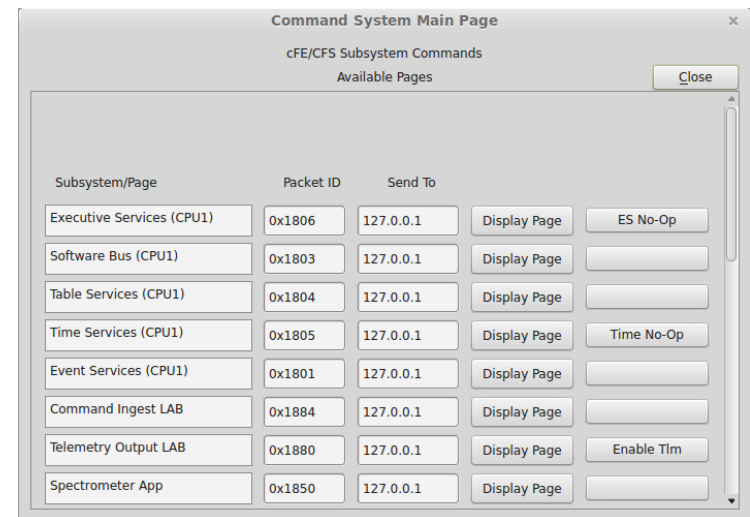 Command System Main Page ×
cFE/CFS Subsystem Commands
Available Pages Close
Subsystem/Page Packet ID Send To
Executive Services (CPU1) 0x1806 127.0.0.1 Display Page ES No-Op
Software Bus (CPU1) 0x1803 127.0.0.1 Display Page
Table Services (CPU1) 0x1804 127.0.0.1 Display Page
Time Services (CPU1) 0x1805 127.0.0.1 Display Page Time No-Op
Event Services (CPU1) 0x1801 127.0.0.1 Display Page
Command Ingest LAB 0x1884 127.0.0.1 Display Page
Telemetry Output LAB 0x1880 127.0.0.1 Display Page Enable Tlm
Spectrometer App 0x1850 127.0.0.1 Display Page